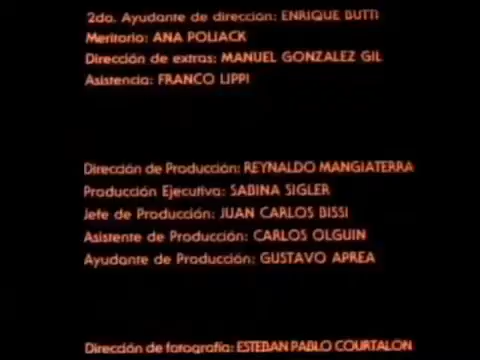 2do. Ayudante de dirección: ENRIQUE BUTI
Meritorio: ANA POLIACK
Dirección de extras: MANUEL GONZALEZ GIL
Asistencia: FRANCO LIPPI
Dirección de Producción: REYNALDO MANGIATERRA
Producción Ejecutiva: SABINA SIGLER
Jefe de Producción: JUAN CARLOS BISSI
Asistente de Producción: CARLOS OLGUIN
Ayudante de Producción: GUSTAVO APREA
Dirección de fotografía: ESTEBAN PABLO COURTALON